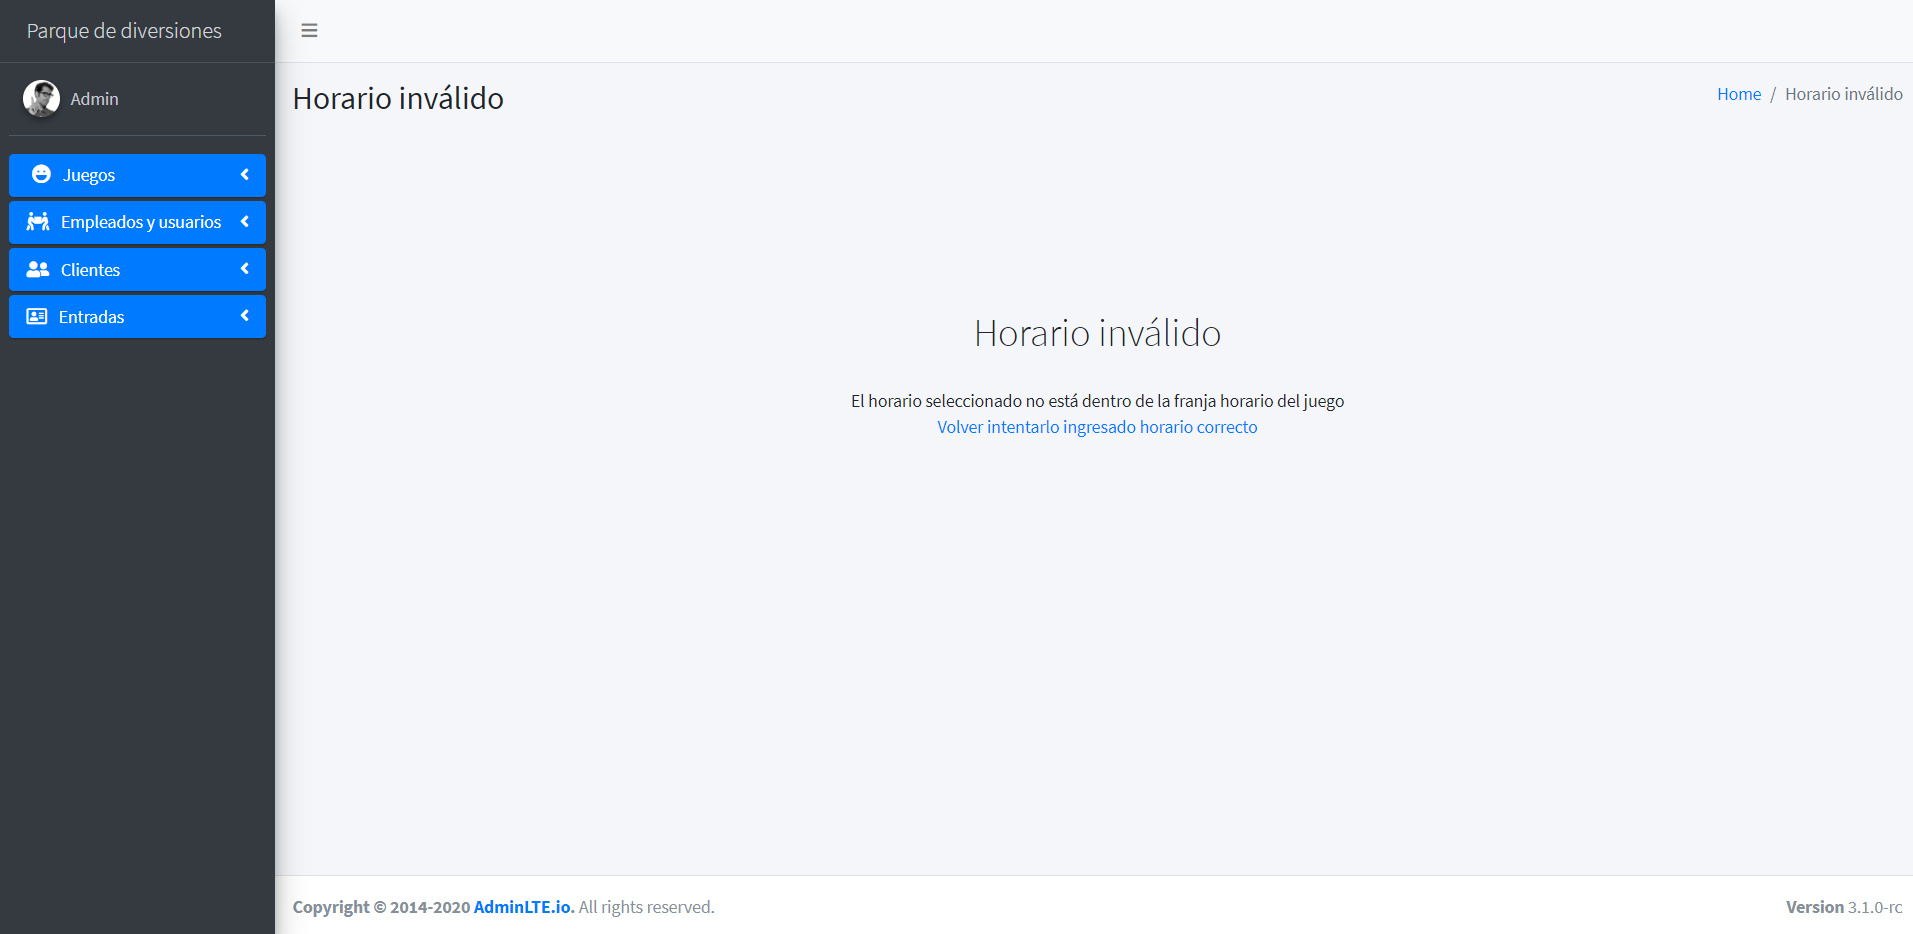 Parque de diversiones
Admin
Juegos
Empleados y usuarios
Clientes
Entradas
Horario inválido
Home / Horario inválido
Horario inválido
El horario seleccionado no está dentro de la franja horario del juego
Volver intentarlo ingresado horario correcto
Copyright © 2014-2020 AdminLTE.io. All rights reserved.
Version 3.1.0-rc